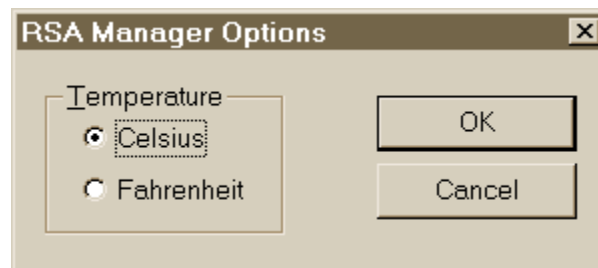 RSA Manager Options
Temperature
Celsius
Fahrenheit
OK
Cancel